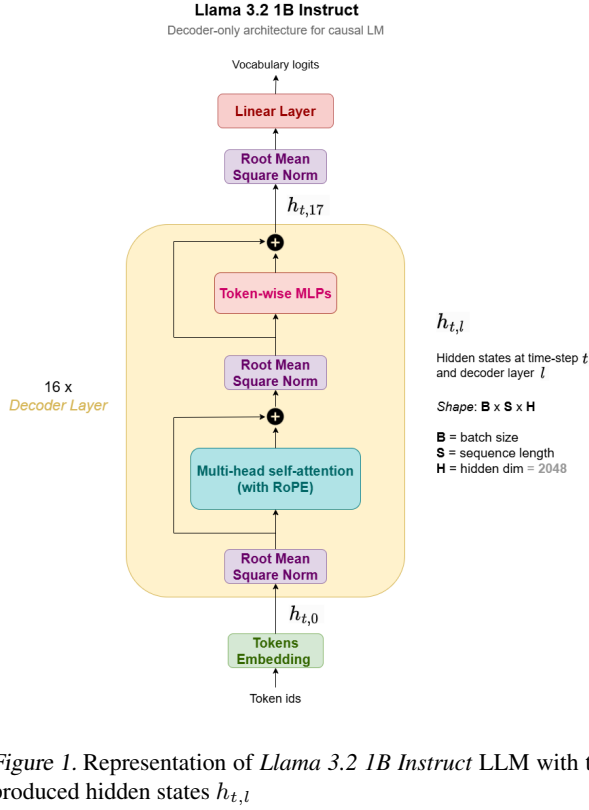 Llama 3.2 1B Instruct
Decoder-only architecture for causal LM
Vocabulary logits
Linear Layer
Root Mean
Square Norm
h_{t,17}
Token-wise MLPs
Root Mean
Square Norm
16 x
Decoder Layer
Multi-head self-attention
(with RoPE)
Root Mean
Square Norm
h_{t,0}
Tokens
Embedding
Token ids
h_{t,l}
Hidden states at time-step t
and decoder layer l
Shape: B x S x H
B = batch size
S = sequence length
H = hidden dim = 2048
Figure 1. Representation of Llama 3.2 1B Instruct LLM with
produced hidden states h_{t,l}